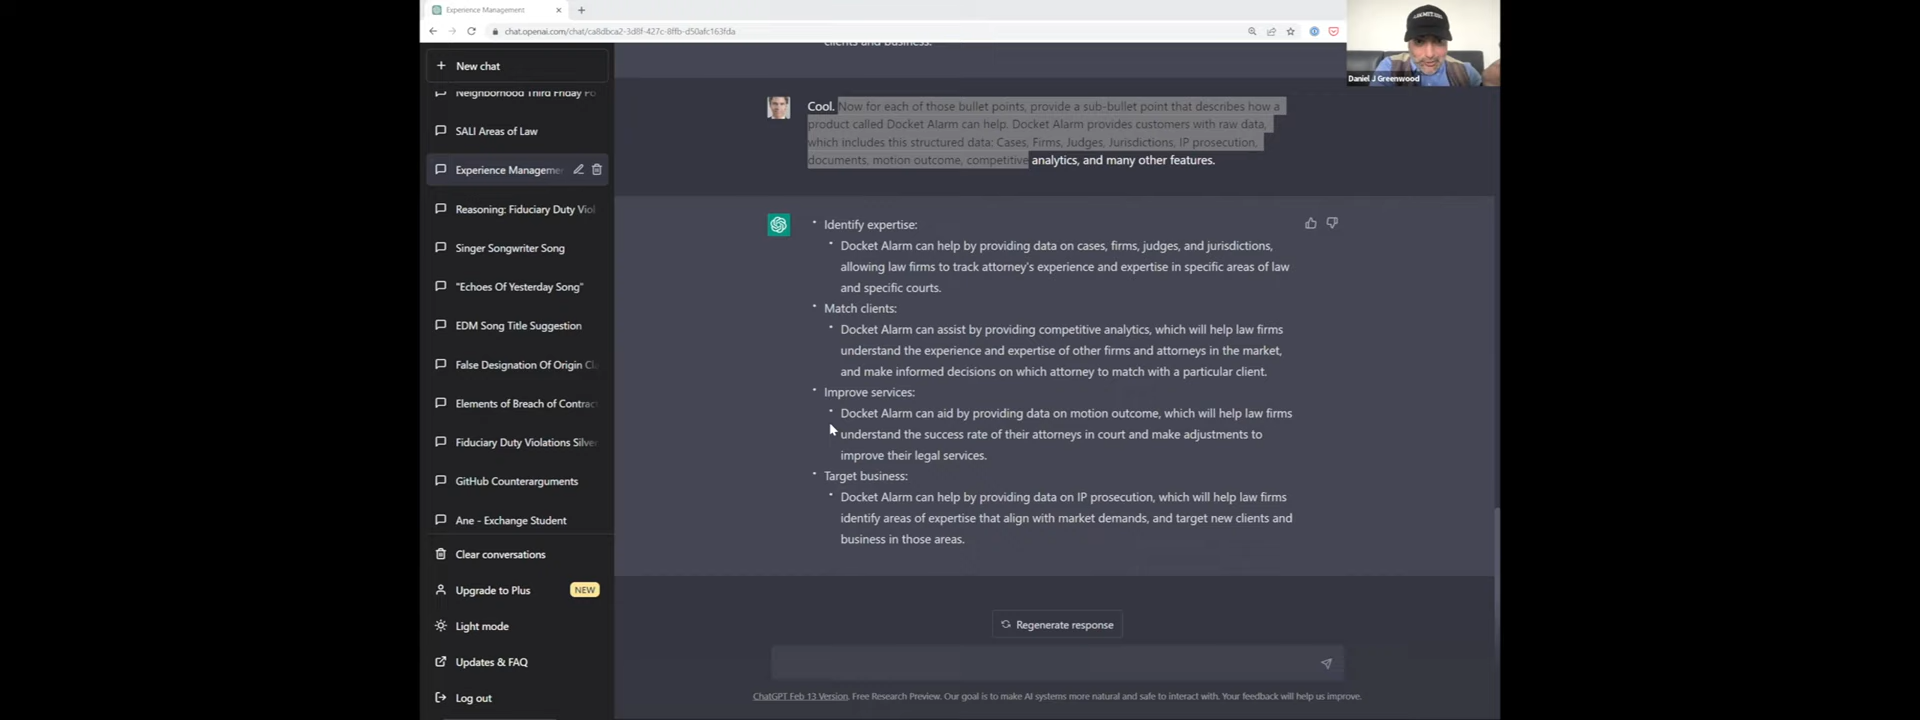 Experience Management
chat.openai.com/chat/ca8dbca2-3d8f-427c-8ffb-d50afc163fda
Daniel J Greenwood
New chat
Neighborhood Third Friday Po
SALI Areas of Law
Experience Manageme
Reasoning: Fiduciary Duty Viol
Singer Songwriter Song
"Echoes Of Yesterday Song"
EDM Song Title Suggestion
False Designation Of Origin Cl
Elements of Breach of Contrac
Fiduciary Duty Violations Silver
GitHub Counterarguments
Ane - Exchange Student
Clear conversations
Upgrade to Plus NEW
Light mode
Updates & FAQ
Log out
clients and business.
Cool. Now for each of those bullet points, provide a sub-bullet point that describes how a
product called Docket Alarm can help. Docket Alarm provides customers with raw data,
which includes this structured data: Cases, Firms, Judges, Jurisdictions, IP prosecution,
documents, motion outcome, competitive analytics, and many other features.
• Identify expertise:
• Docket Alarm can help by providing data on cases, firms, judges, and jurisdictions,
allowing law firms to track attorney's experience and expertise in specific areas of law
and specific courts.
• Match clients:
• Docket Alarm can assist by providing competitive analytics, which will help law firms
understand the experience and expertise of other firms and attorneys in the market,
and make informed decisions on which attorney to match with a particular client.
• Improve services:
• Docket Alarm can aid by providing data on motion outcome, which will help law firms
understand the success rate of their attorneys in court and make adjustments to
improve their legal services.
• Target business:
• Docket Alarm can help by providing data on IP prosecution, which will help law firms
identify areas of expertise that align with market demands, and target new clients and
business in those areas.
Regenerate response
ChatGPT Feb 13 Version. Free Research Preview. Our goal is to make AI systems more natural and safe to interact with. Your feedback will help us improve.